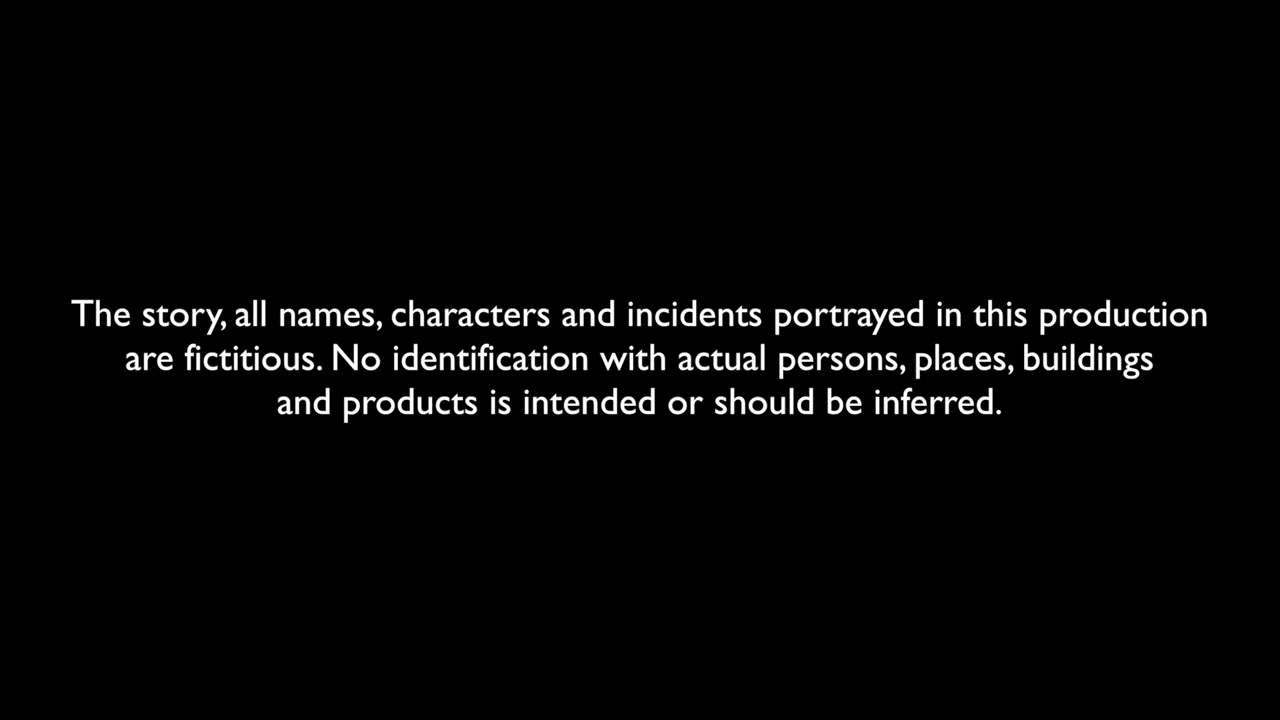 The story, all names, characters and incidents portrayed in this production
are fictitious. No identification with actual persons, places, buildings
and products is intended or should be inferred.